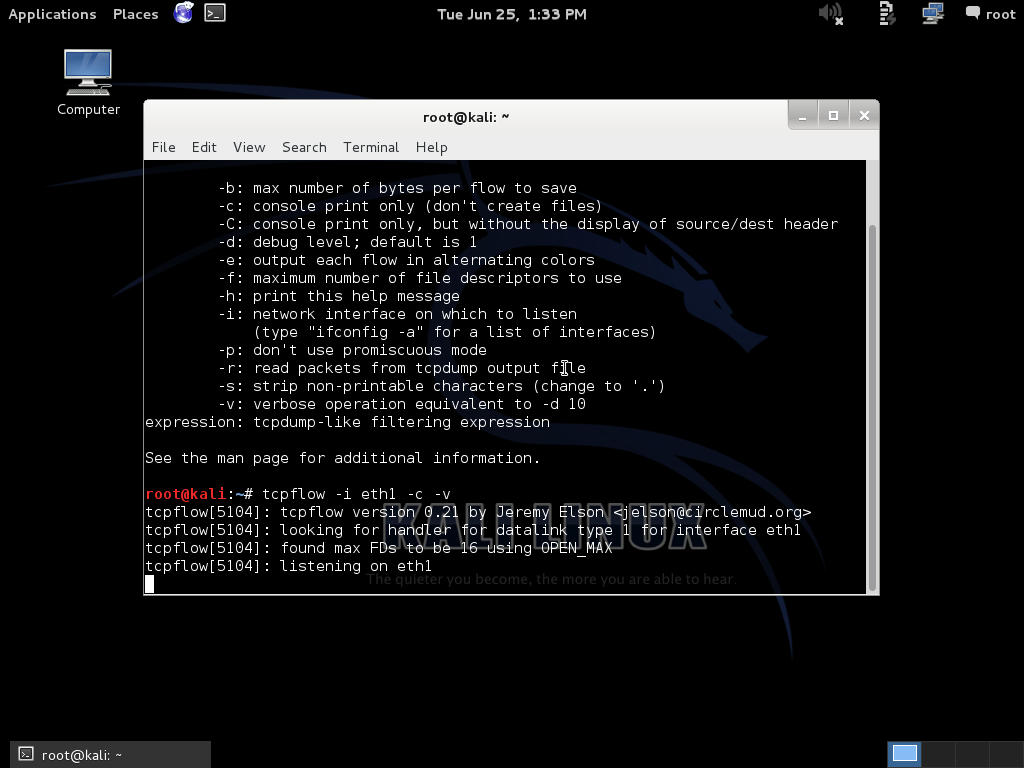 Applications Places Tue Jun 25, 1:33 PM root
Computer
root@kali: ~
File Edit View Search Terminal Help
-b: max number of bytes per flow to save
-c: console print only (don't create files)
-C: console print only, but without the display of source/dest header
-d: debug level; default is 1
-e: output each flow in alternating colors
-f: maximum number of file descriptors to use
-h: print this help message
-i: network interface on which to listen
(type "ifconfig -a" for a list of interfaces)
-p: don't use promiscuous mode
-r: read packets from tcpdump output file
-s: strip non-printable characters (change to '.')
-v: verbose operation equivalent to -d 10
expression: tcpdump-like filtering expression
See the man page for additional information.
root@kali:~# tcpflow -i eth1 -c -v
tcpflow[5104]: tcpflow version 0.21 by Jeremy Elson <jelson@circlemud.org>
tcpflow[5104]: looking for handler for datalink type 1 for interface eth1
tcpflow[5104]: found max FDs to be 16 using OPEN_MAX
tcpflow[5104]: listening on eth1
KALI LINUX
The quieter you become, the more you are able to hear.
root@kali: ~